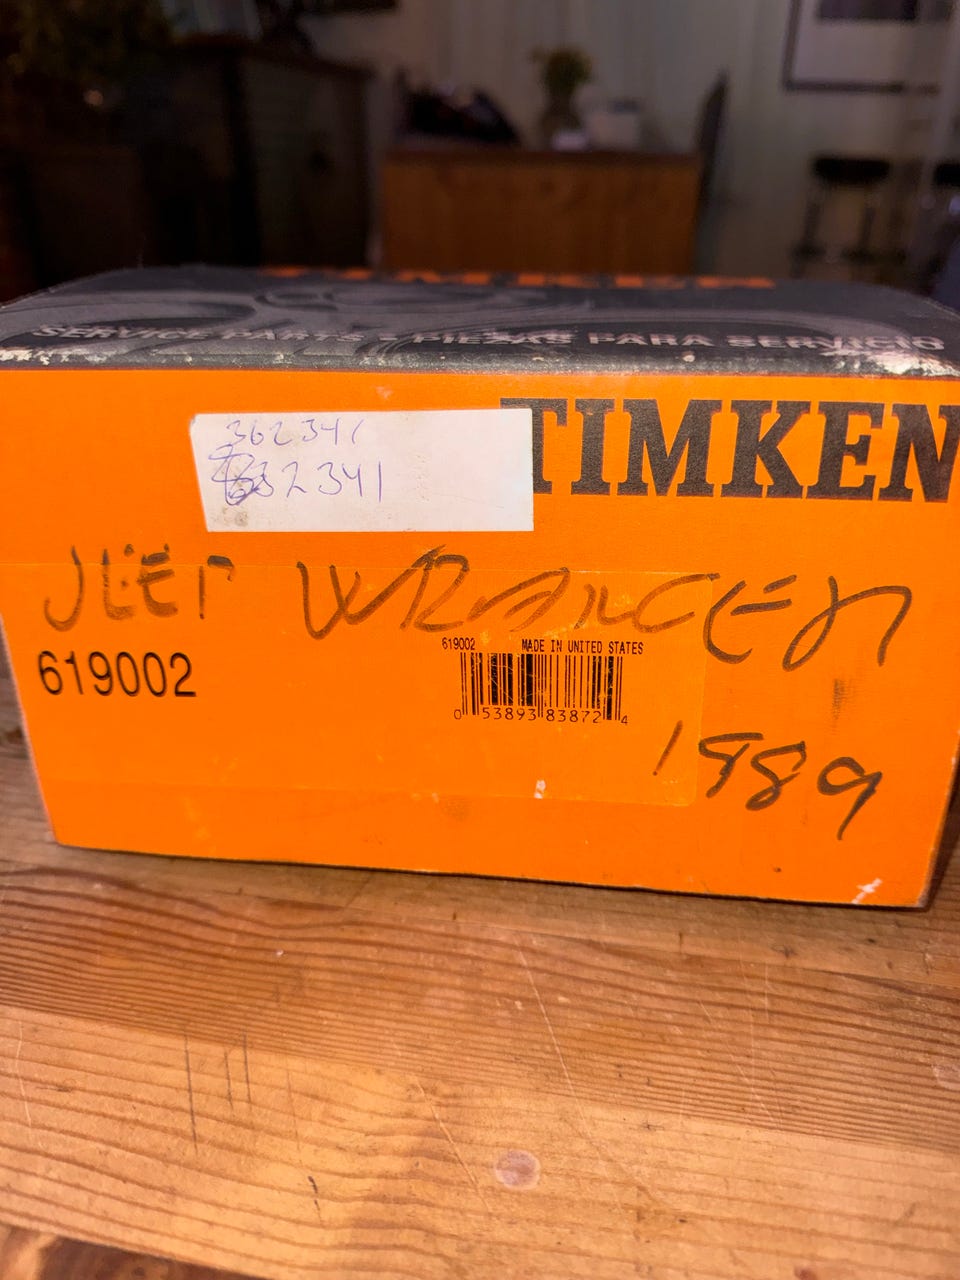 SERVICE PARTS - PIEZAS PARA SERVICIO
TIMKEN
362341
632341
JEEP WRANGLER
619002
619002 MADE IN UNITED STATES
0 53893 83872 4
1989